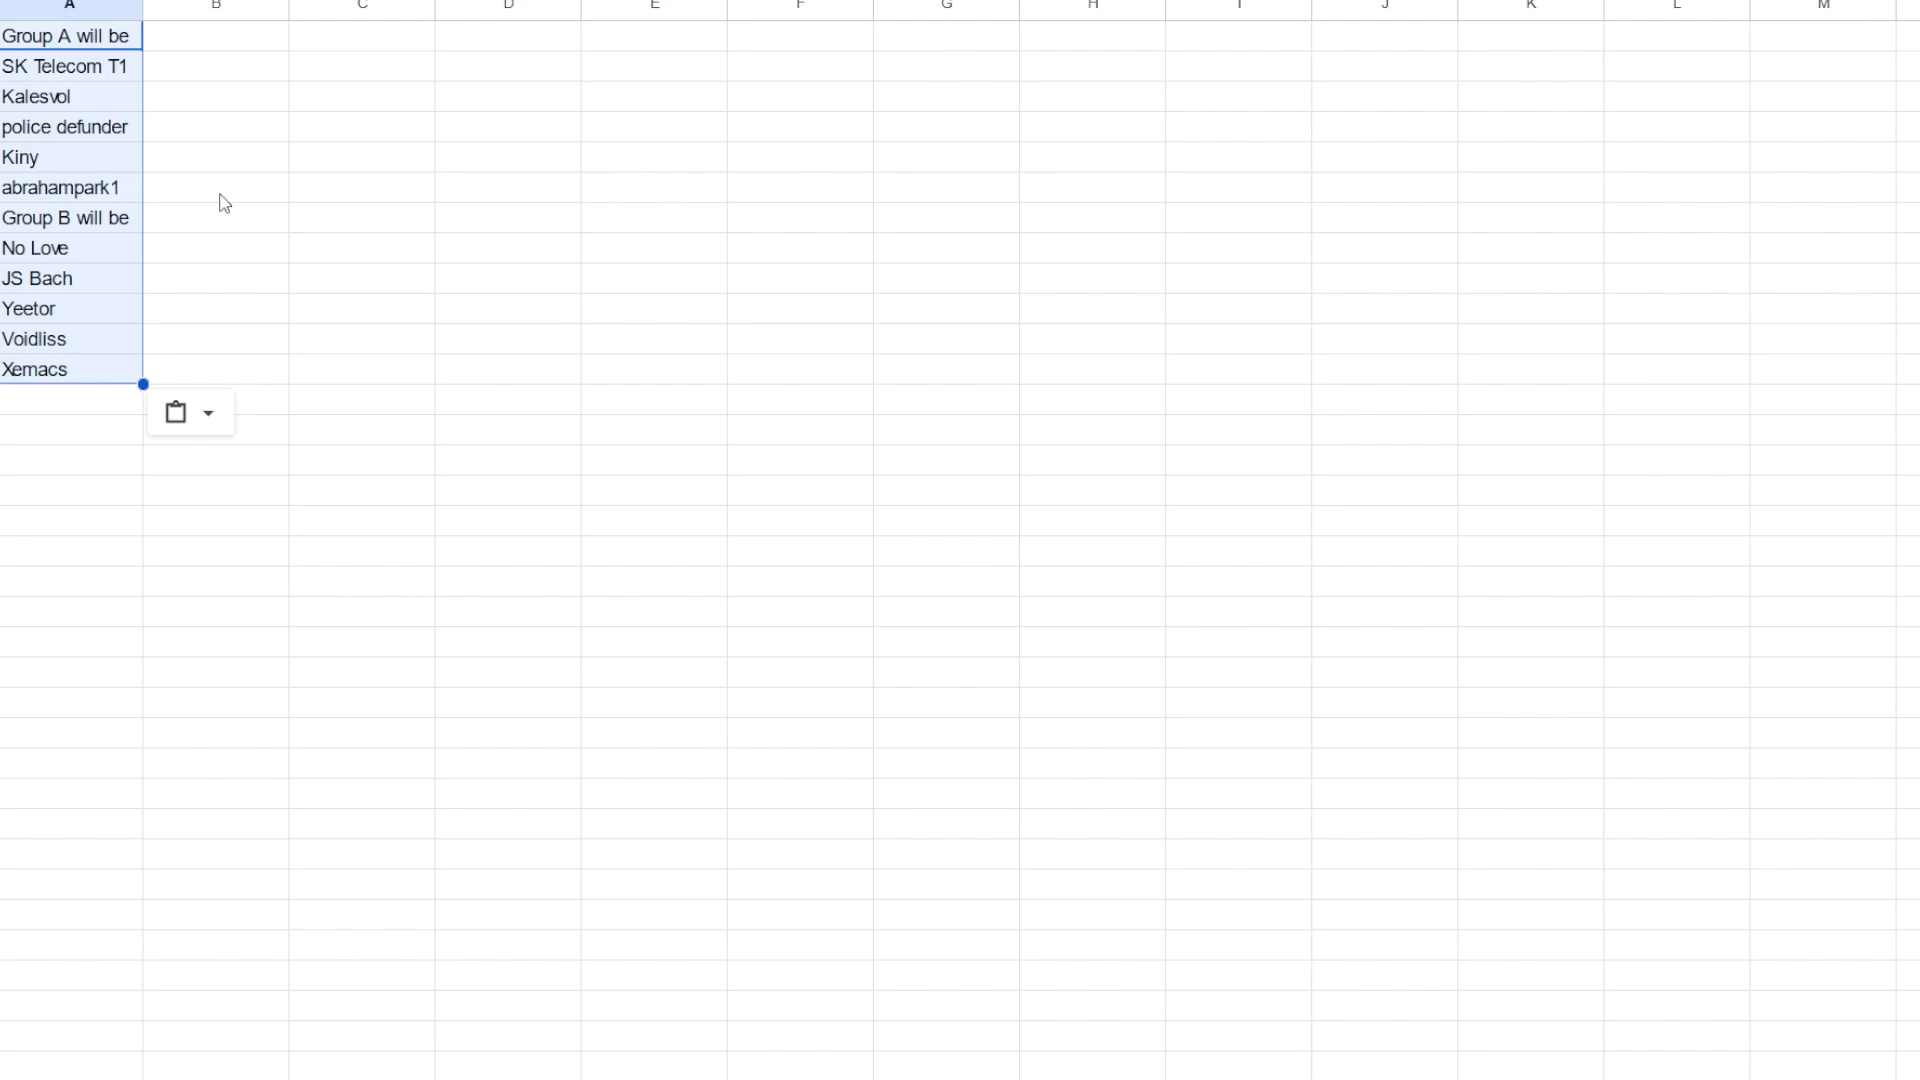 A B C D E F G H I J K L M
Group A will be
SK Telecom T1
Kalesvol
police defunder
Kiny
abrahampark1
Group B will be
No Love
JS Bach
Yeetor
Voidliss
Xemacs